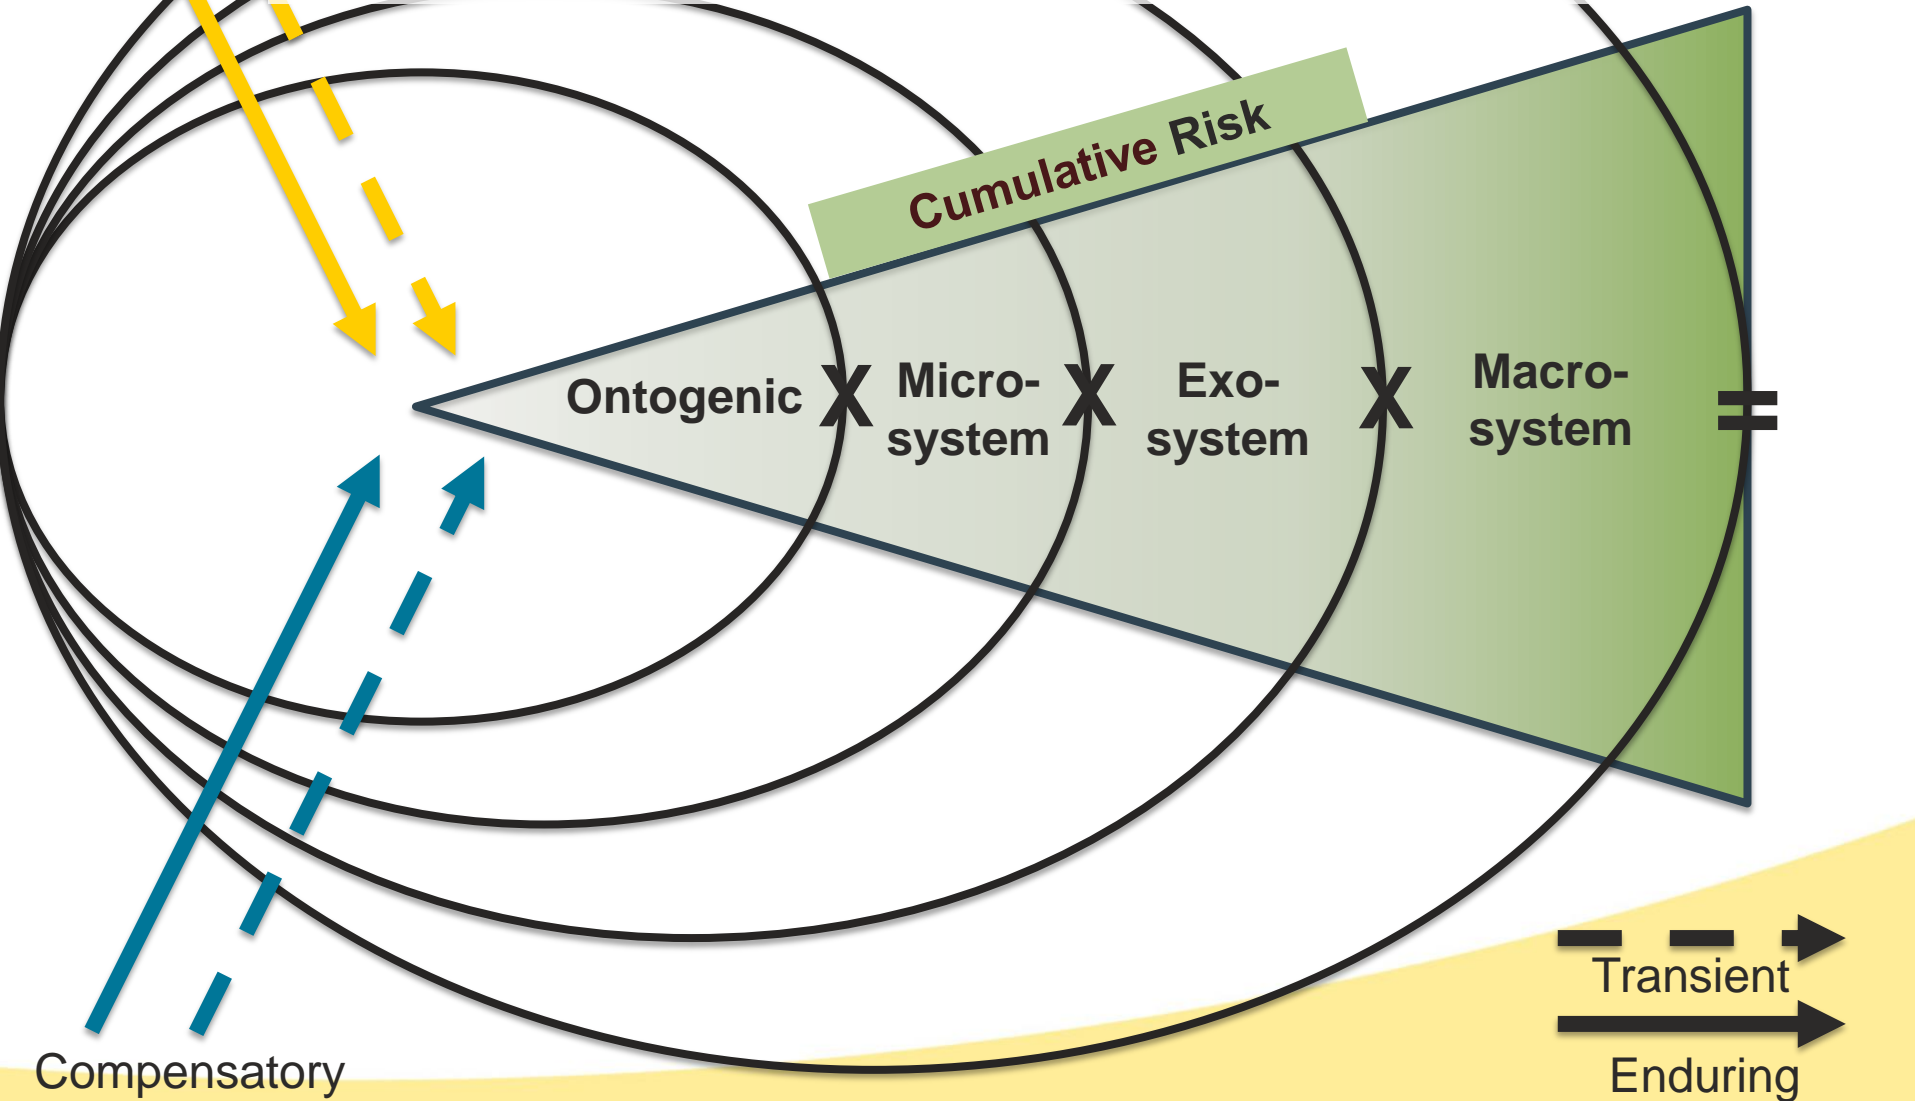 Cumulative Risk
Ontogenic X Micro-
system X Exo-
system X Macro-
system =
Transient
Enduring
Compensatory